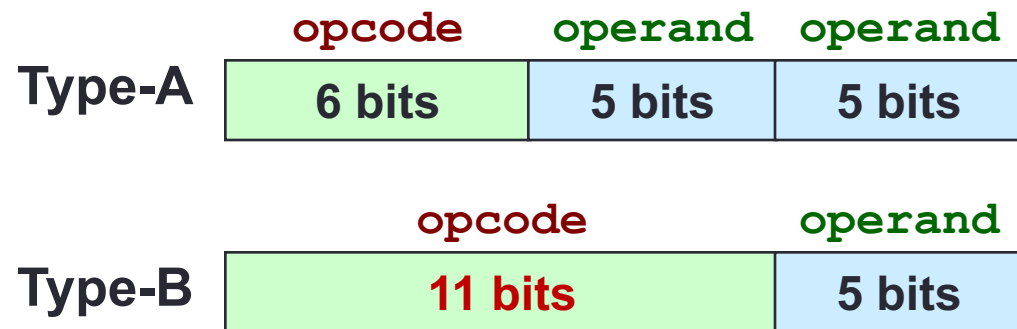 opcode operand operand
Type-A 6 bits 5 bits 5 bits
opcode operand
Type-B 11 bits 5 bits